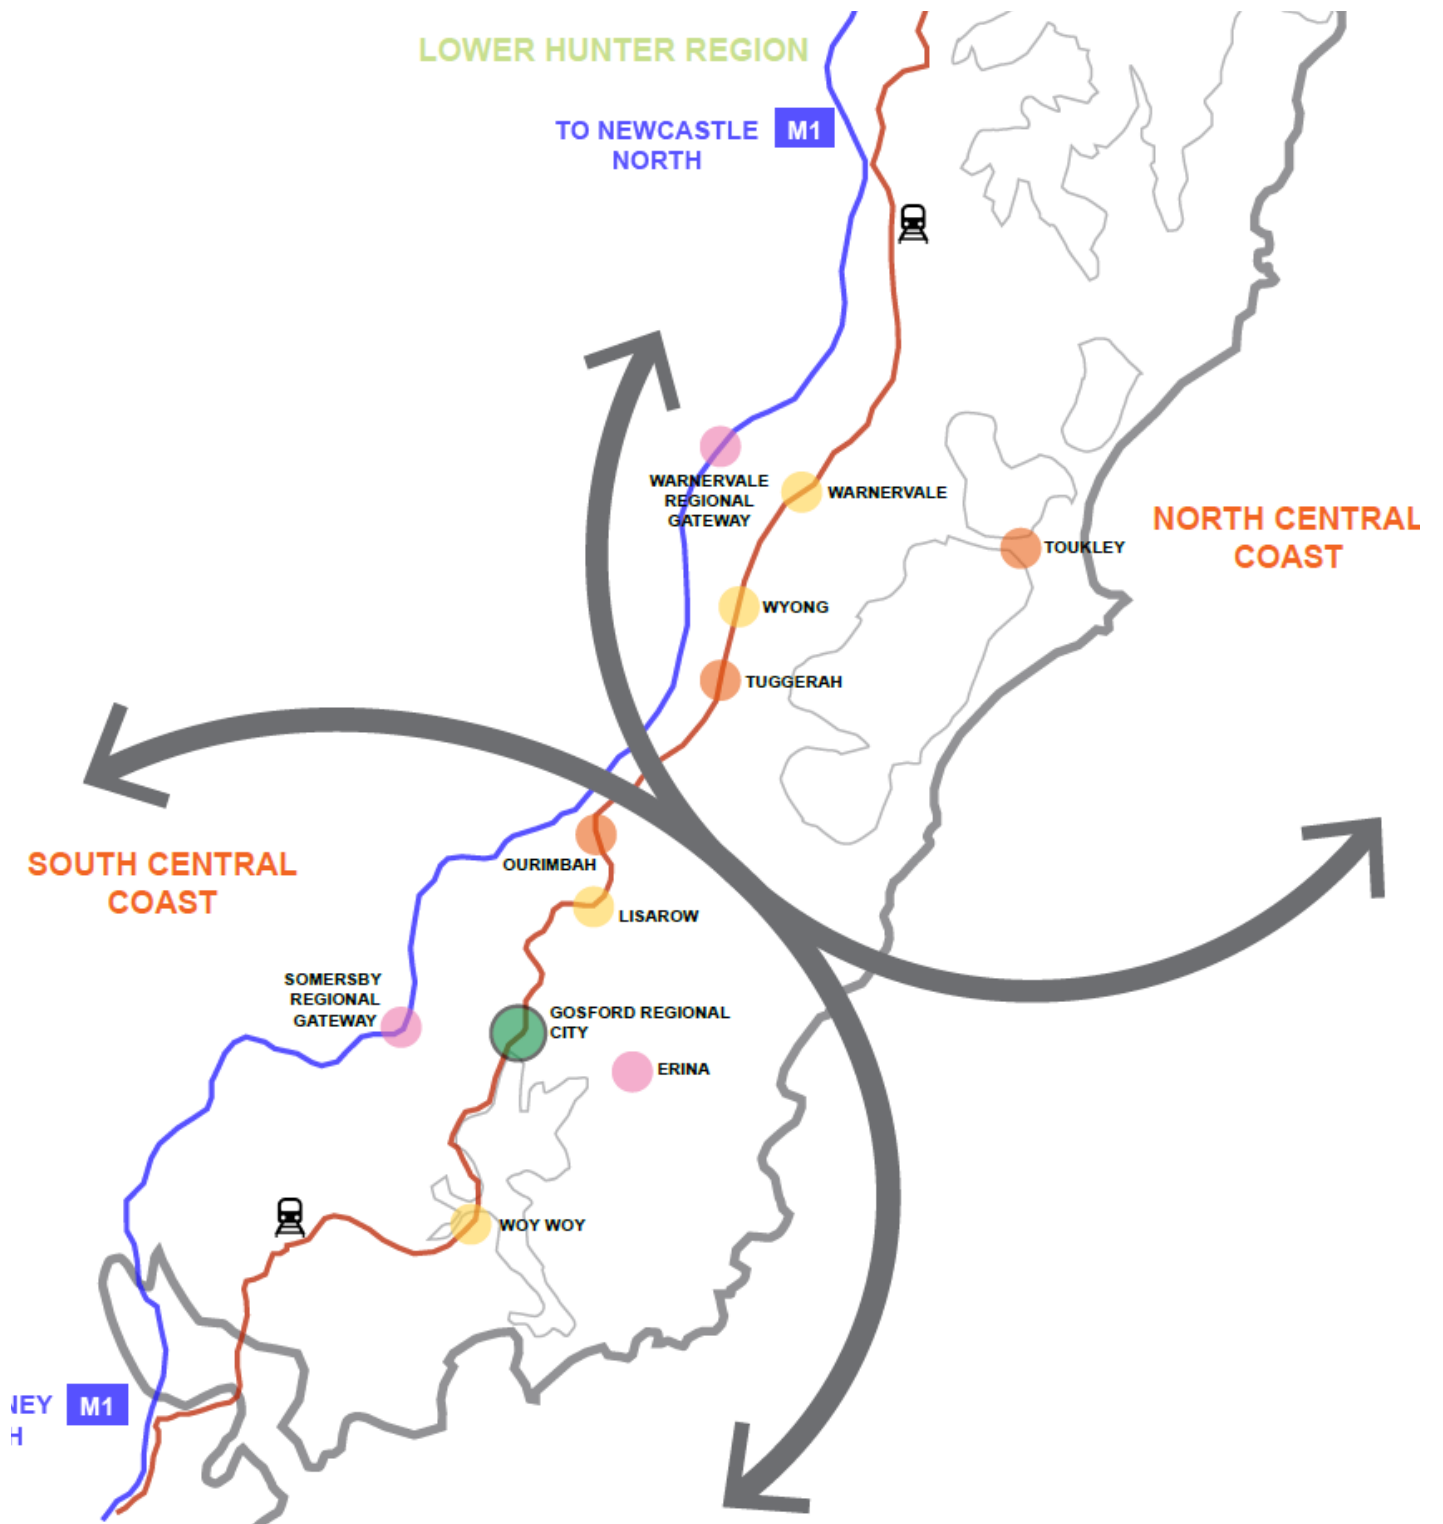 LOWER HUNTER REGION
TO NEWCASTLE
NORTH
M1
WARNERVALE
REGIONAL
GATEWAY
WARNERVALE
NORTH CENTRAL
COAST
TOUKLEY
WYONG
TUGGERAH
SOUTH CENTRAL
COAST
OURIMBAH
LISAROW
SOMERSBY
REGIONAL
GATEWAY
GOSFORD REGIONAL
CITY
ERINA
WOY WOY
NEY
H
M1